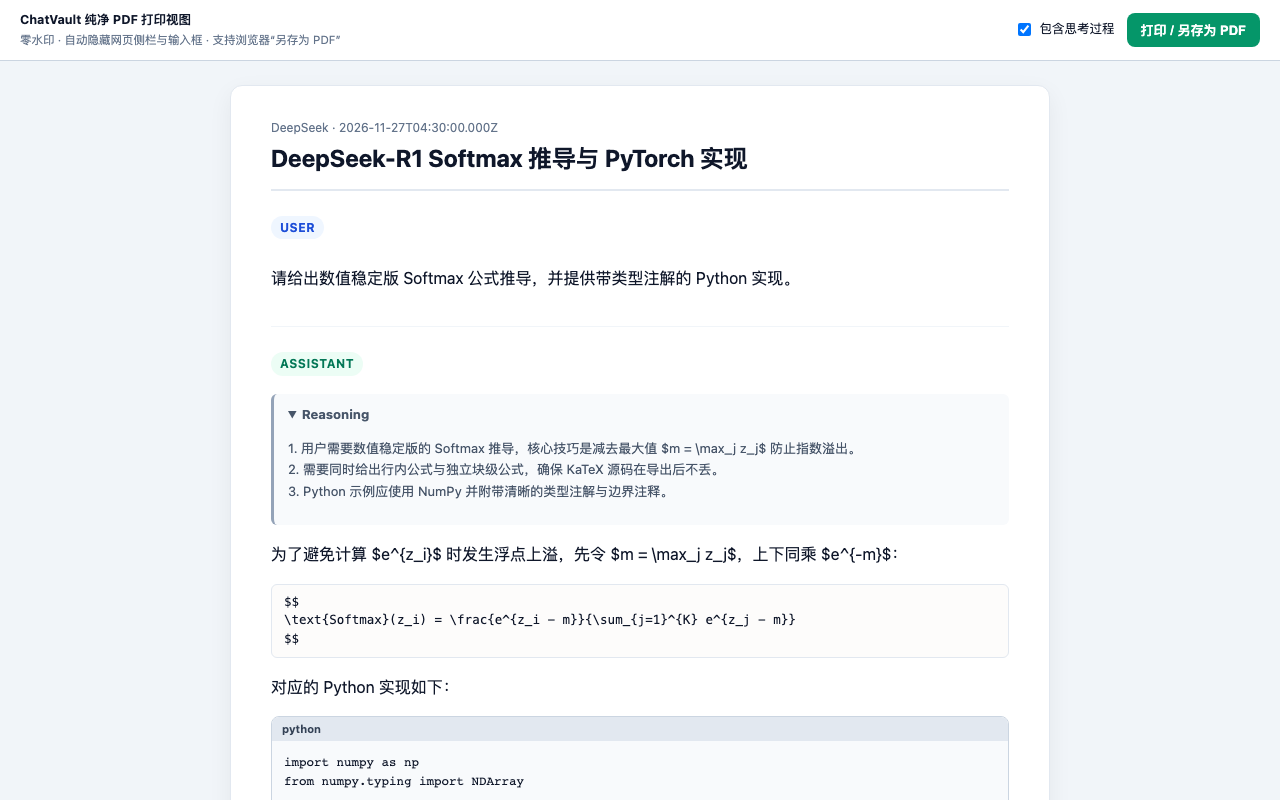 ChatVault 纯净 PDF 打印视图
零水印 · 自动隐藏网页侧栏与输入框 · 支持浏览器“另存为 PDF”
包含思考过程
打印 / 另存为 PDF
DeepSeek · 2026-11-27T04:30:00.000Z
DeepSeek-R1 Softmax 推导与 PyTorch 实现
USER
请给出数值稳定版 Softmax 公式推导，并提供带类型注解的 Python 实现。
ASSISTANT
▼ Reasoning
1. 用户需要数值稳定版的 Softmax 推导，核心技巧是减去最大值 $m = \max_j z_j$ 防止指数溢出。
2. 需要同时给出行内公式与独立块级公式，确保 KaTeX 源码在导出后不丢。
3. Python 示例应使用 NumPy 并附带清晰的类型注解与边界注释。
为了避免计算 $e^{z_i}$ 时发生浮点上溢，先令 $m = \max_j z_j$，上下同乘 $e^{-m}$：
$$
\text{Softmax}(z_i) = \frac{e^{z_i - m}}{\sum_{j=1}^{K} e^{z_j - m}}
$$
对应的 Python 实现如下：
python
import numpy as np
from numpy.typing import NDArray